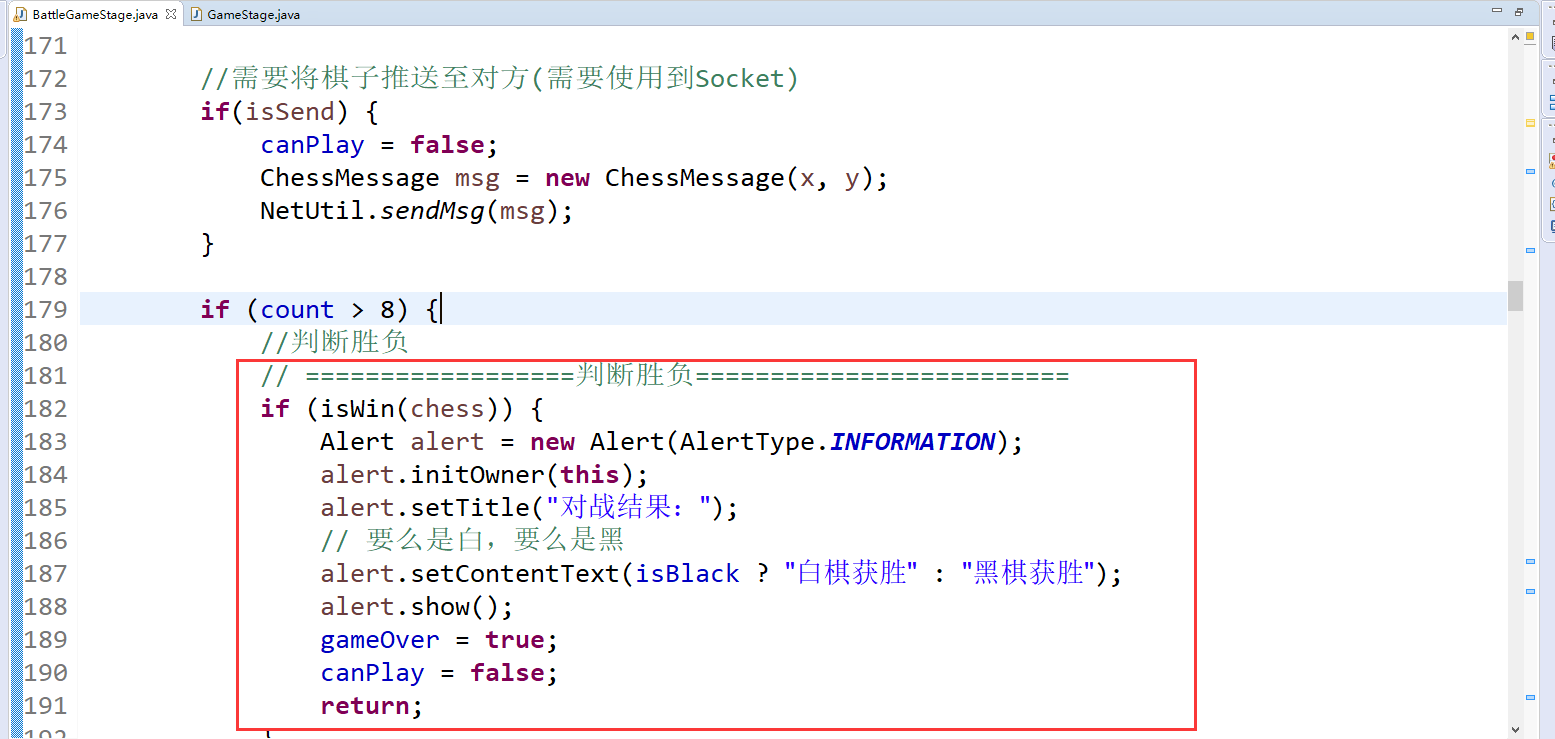 BattleGameStage.java GameStage.java
171
172 //需要将棋子推送至对方(需要使用到Socket)
173 if(isSend) {
174 canPlay = false;
175 ChessMessage msg = new ChessMessage(x, y);
176 NetUtil.sendMsg(msg);
177 }
178
179 if (count > 8) {
180 //判断胜负
181 // ==================判断胜负=========================
182 if (isWin(chess)) {
183 Alert alert = new Alert(AlertType.INFORMATION);
184 alert.initOwner(this);
185 alert.setTitle("对战结果: ");
186 // 要么是白，要么是黑
187 alert.setContentText(isBlack ? "白棋获胜" : "黑棋获胜");
188 alert.show();
189 gameOver = true;
190 canPlay = false;
191 return;